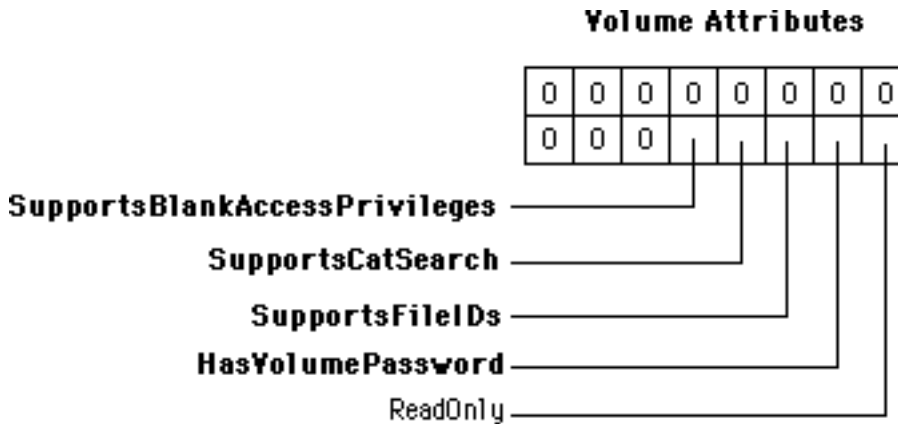 Volume Attributes
0 0 0 0 0 0 0 0
0 0 0
SupportsBlankAccessPrivileges
SupportsCatSearch
SupportsFileIDs
HasVolumePassword
ReadOnly